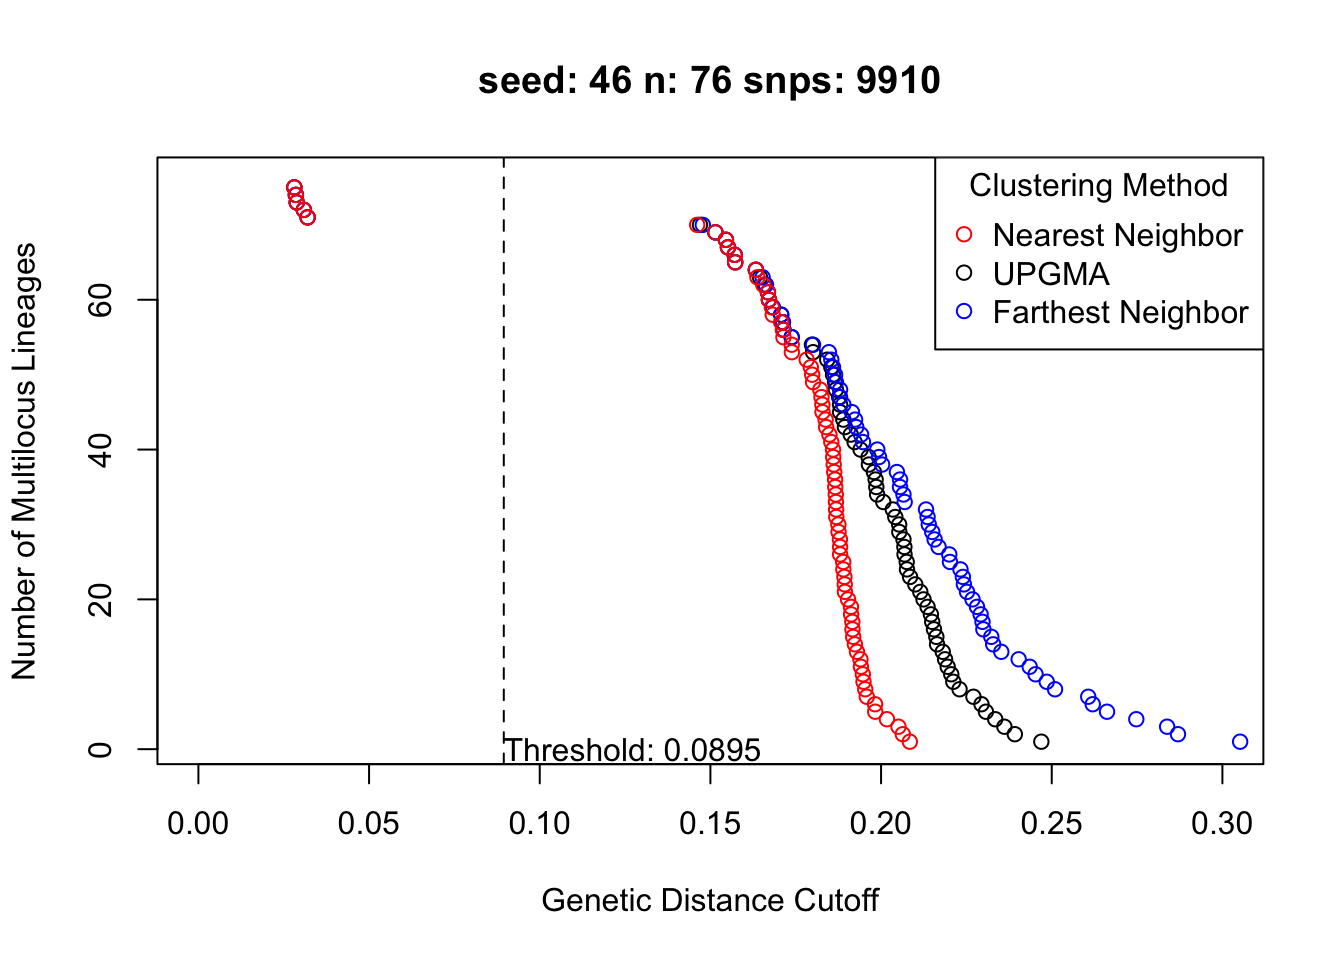 seed: 46 n: 76 snps: 9910
Clustering Method
Nearest Neighbor
UPGMA
Farthest Neighbor
Number of Multilocus Lineages
60
40
20
0
Threshold: 0.0895
0.00 0.05 0.10 0.15 0.20 0.25 0.30
Genetic Distance Cutoff